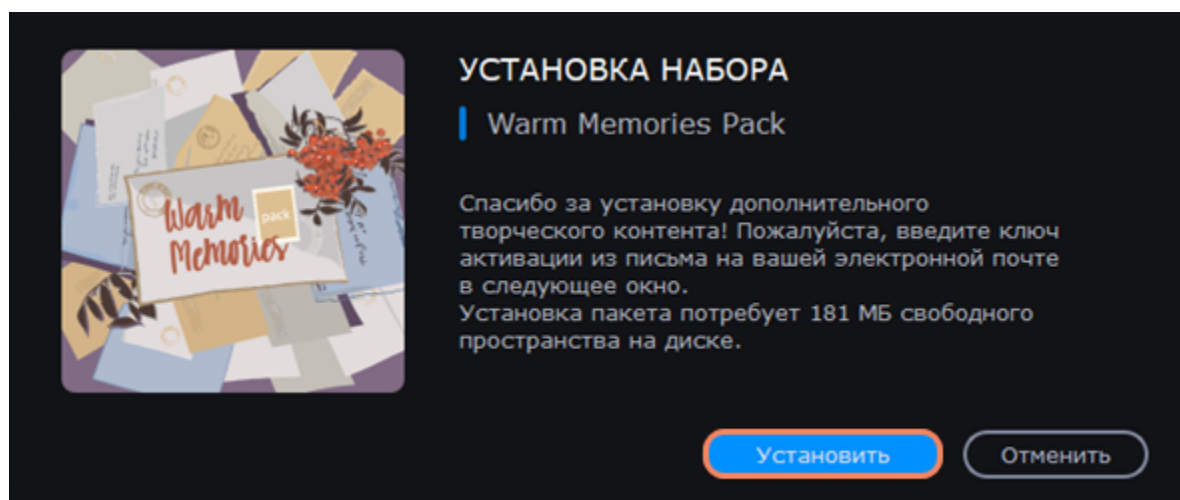 УСТАНОВКА НАБОРА
Warm Memories Pack
Warm
pack
Memories
Спасибо за установку дополнительного
творческого контента! Пожалуйста, введите ключ
активации из письма на вашей электронной почте
в следующее окно.
Установка пакета потребует 181 МБ свободного
пространства на диске.
Установить
Отменить